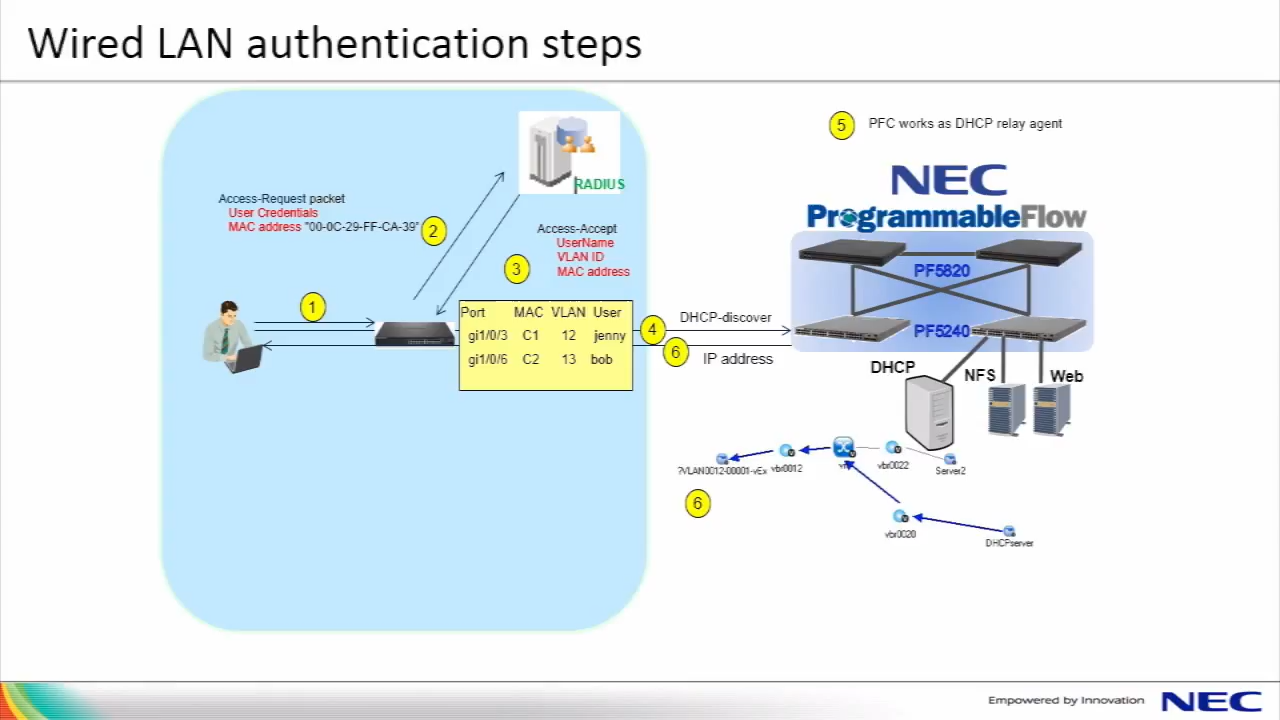 Wired LAN authentication steps
5 PFC works as DHCP relay agent
NEC
ProgrammableFlow
RADIUS
Access-Request packet
User Credentials
MAC address "00-0C-29-FF-CA-39"
2
Access-Accept
UserName
VLAN ID
MAC address
3
1
Port MAC VLAN User
gi1/0/3 C1 12 jenny
gi1/0/6 C2 13 bob
4 DHCP-discover
6 IP address
PF5820
PF5240
DHCP
NFS
Web
?VLAN0012-00001-vEx
vbr0012
vbr0022
Server2
6
vbr0020
DHCPserver
Empowered by Innovation NEC